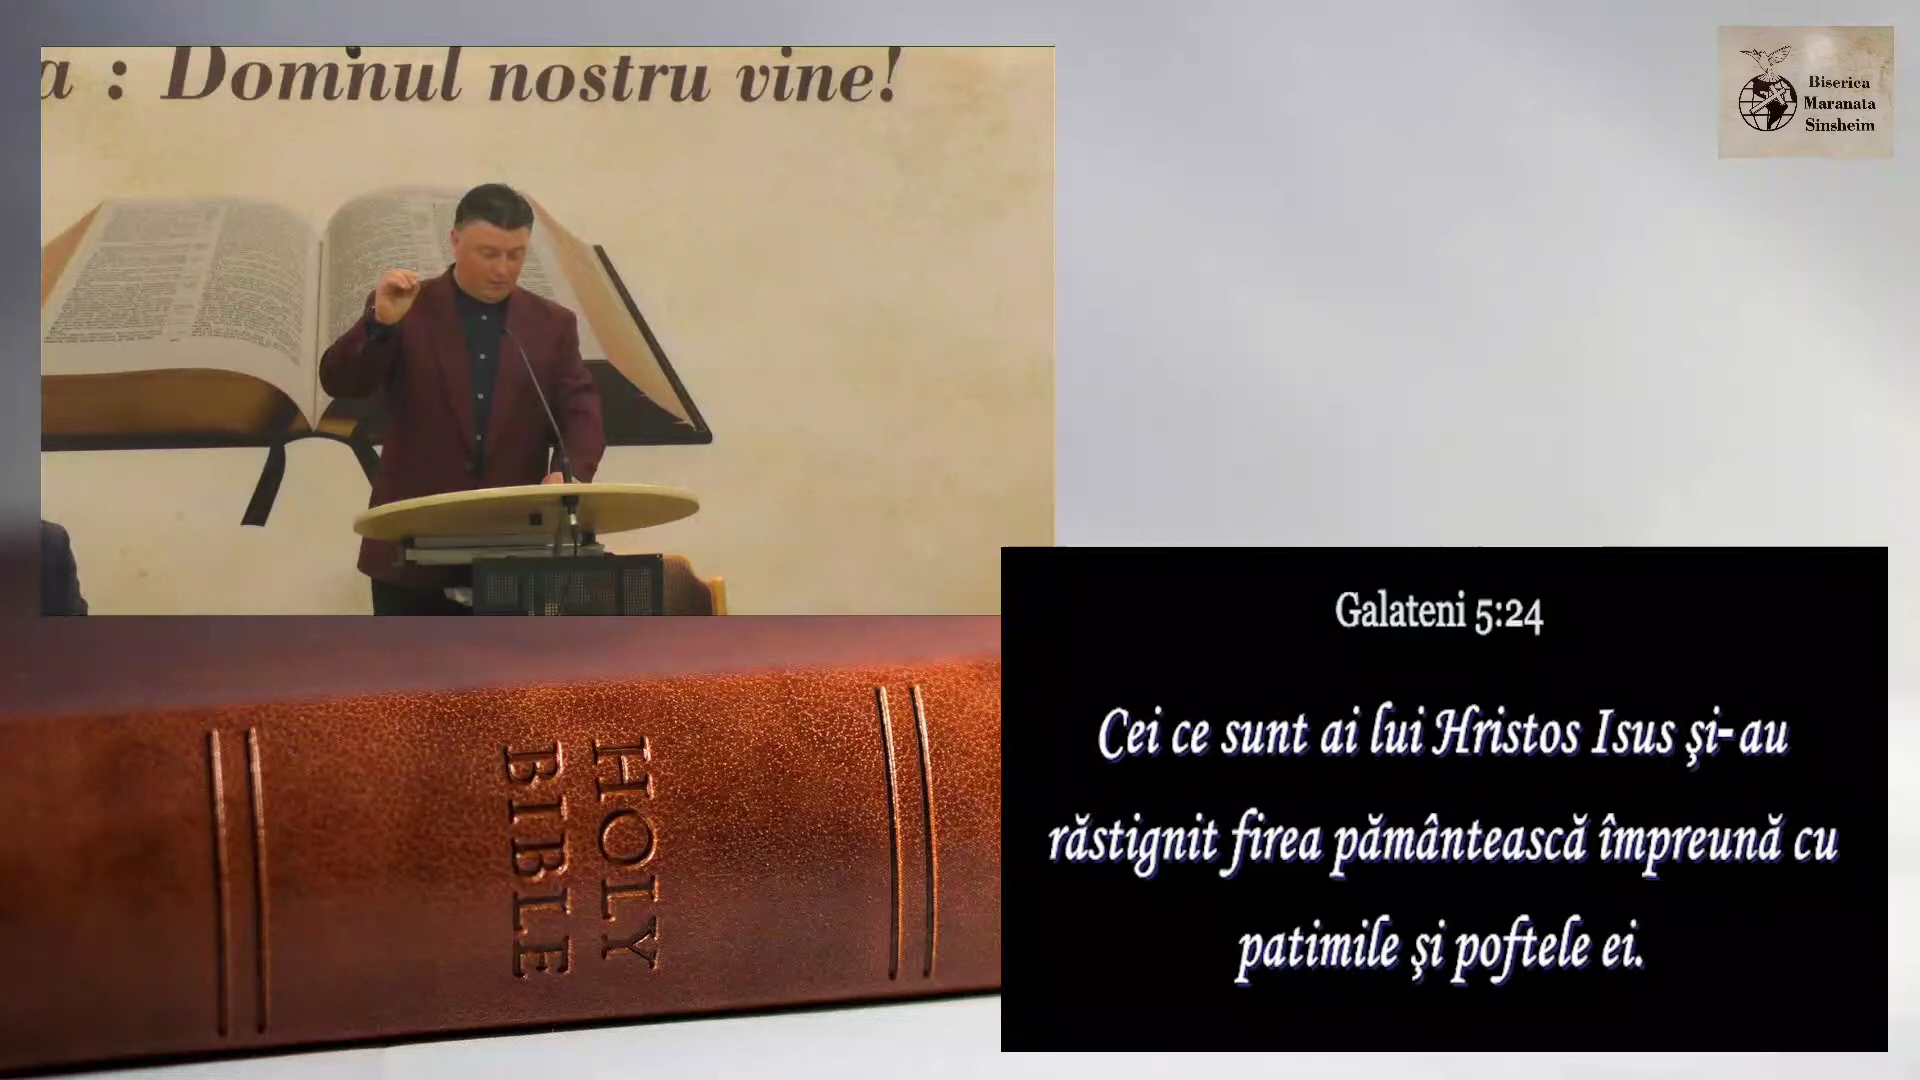 a : Domnul nostru vine!
Biserica
Maranata
Sinsheim
Galateni 5:24
Cei ce sunt ai lui Hristos Isus şi-au
răstignit firea pământească împreună cu
patimile şi poftele ei.
HOLY
BIBLE